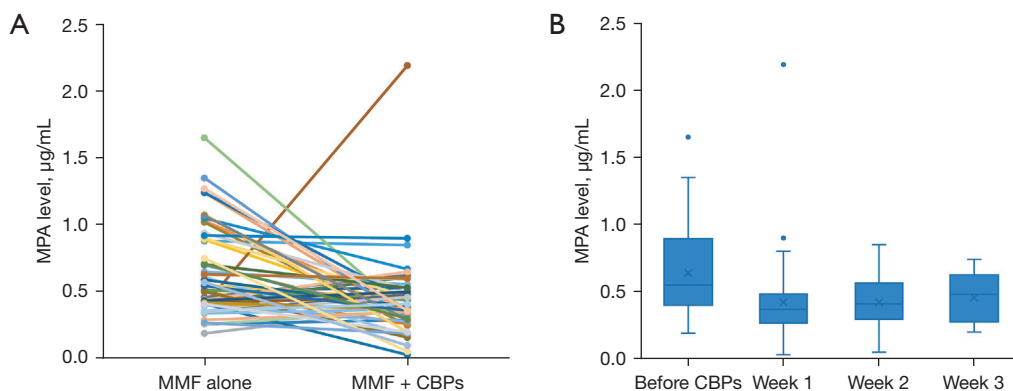 A
MPA level, μg/mL
2.5
2.0
1.5
1.0
0.5
0.0
MMF alone
MMF + CBPs
B
MPA level, μg/mL
2.5
2.0
1.5
1.0
0.5
0.0
Before CBPs
Week 1
Week 2
Week 3